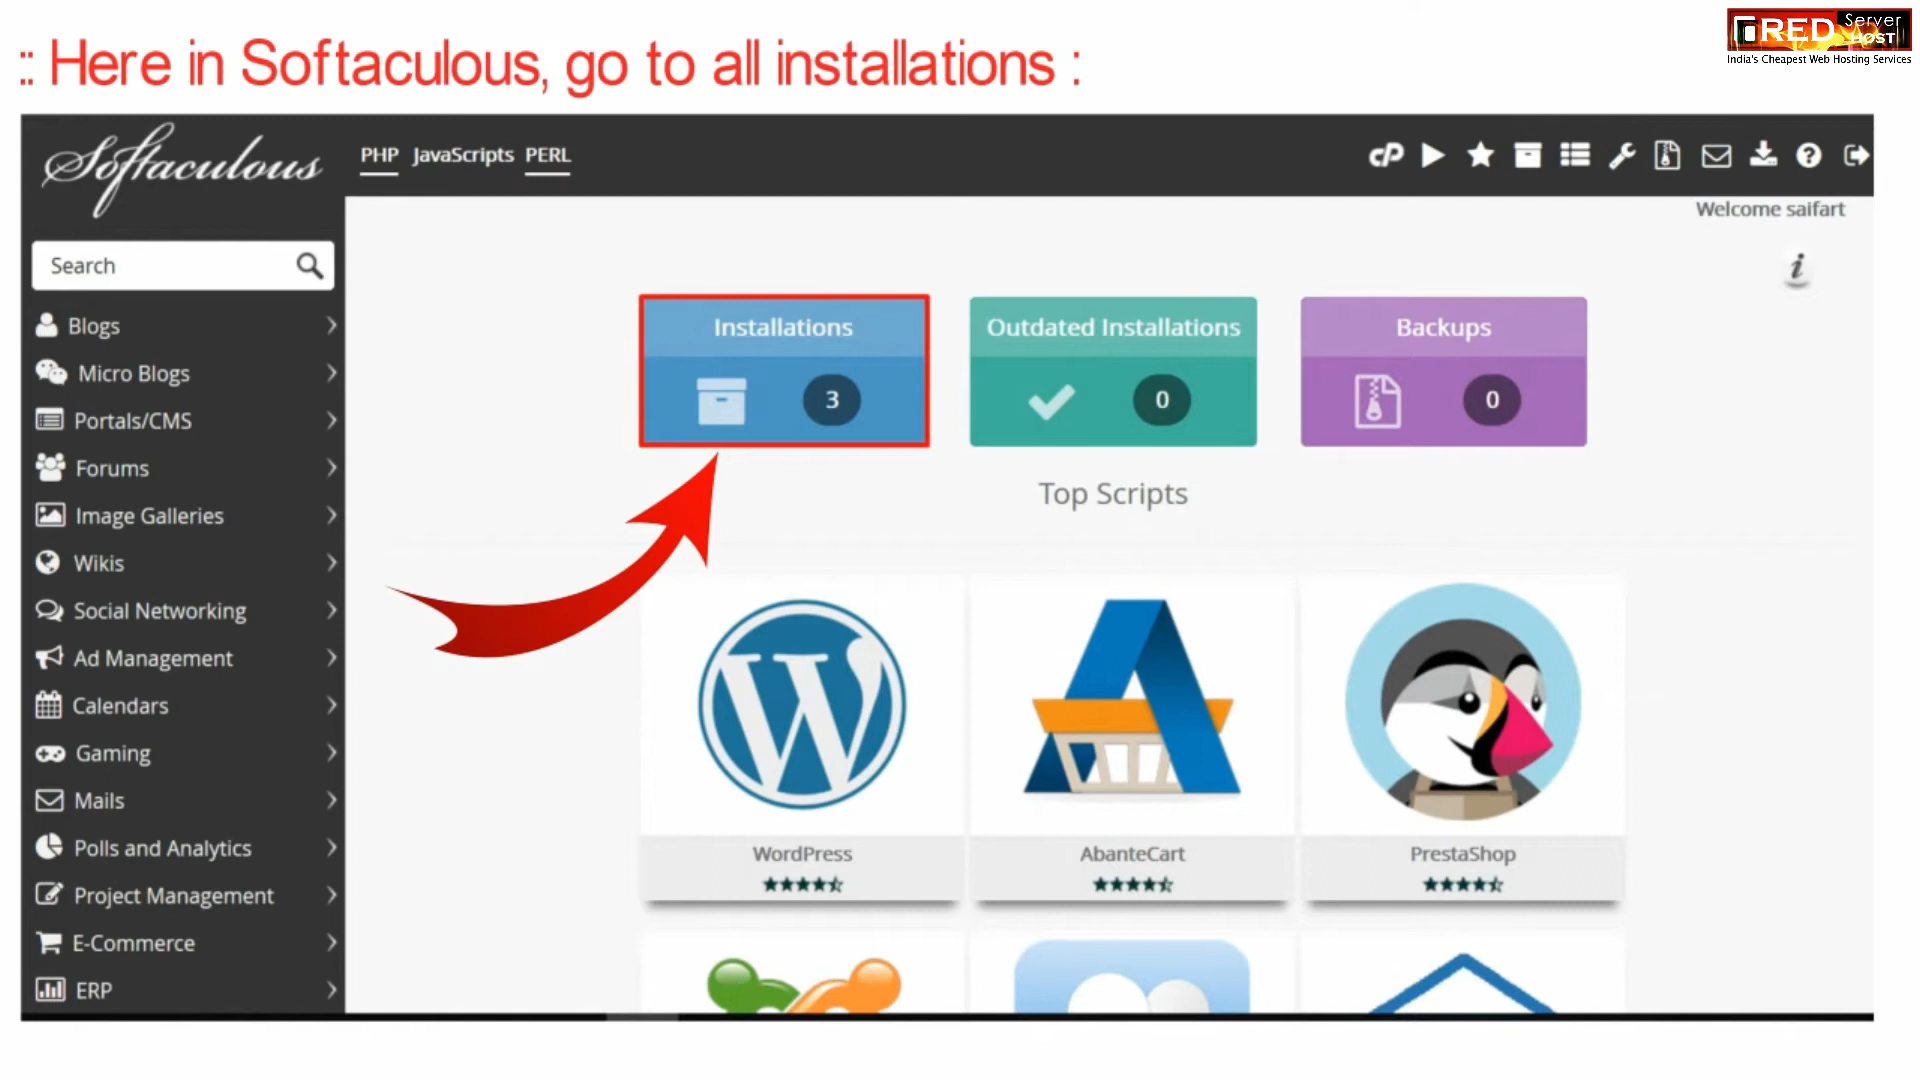 :: Here in Softaculous, go to all installations :
RED Server HOST
India's Cheapest Web Hosting Services
Softaculous
PHP JavaScripts PERL
cP
Welcome saifart
Search
Blogs
Micro Blogs
Portals/CMS
Forums
Image Galleries
Wikis
Social Networking
Ad Management
Calendars
Gaming
Mails
Polls and Analytics
Project Management
E-Commerce
ERP
Installations
3
Outdated Installations
0
Backups
0
Top Scripts
WordPress
AbanteCart
PrestaShop